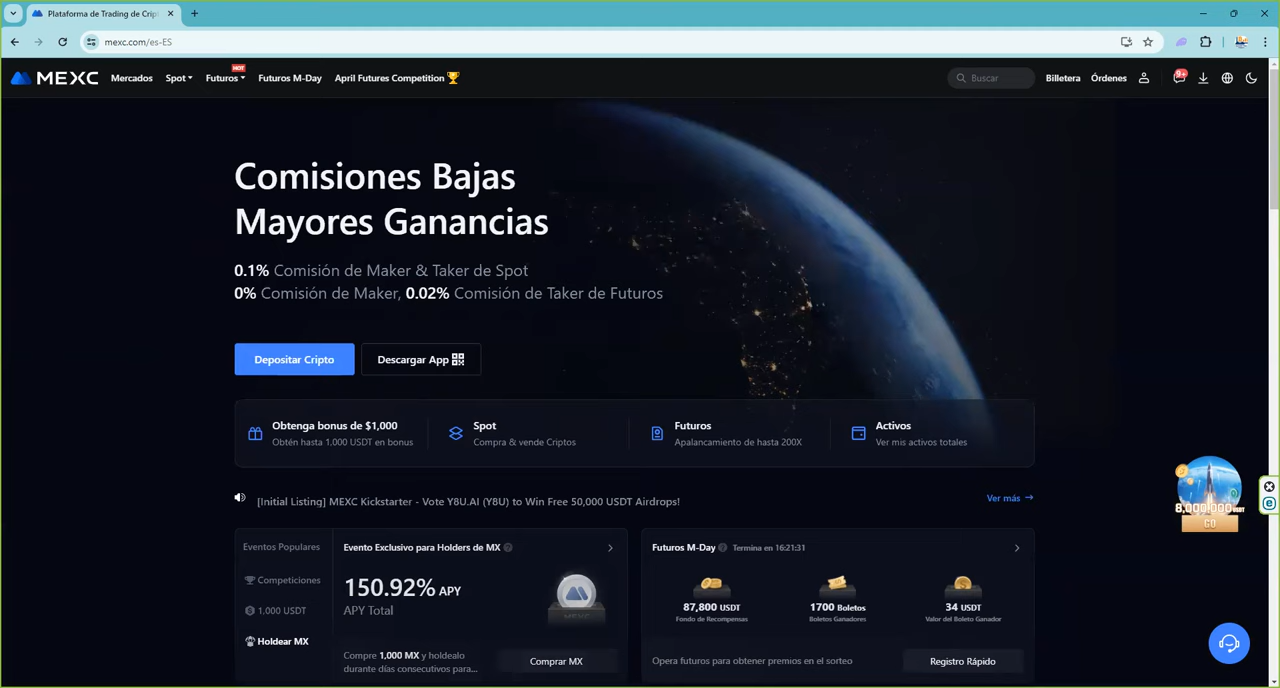 Plataforma de Trading de Crip
mexc.com/es-ES
MEXC Mercados Spot Futuros HOT Futuros M-Day April Futures Competition Buscar Billetera Órdenes 9+
Comisiones Bajas
Mayores Ganancias
0.1% Comisión de Maker & Taker de Spot
0% Comisión de Maker, 0.02% Comisión de Taker de Futuros
Depositar Cripto Descargar App
Obtenga bonus de $1,000
Obtén hasta 1,000 USDT en bonus
Spot
Compra & vende Criptos
Futuros
Apalancamiento de hasta 200X
Activos
Ver mis activos totales
[Initial Listing] MEXC Kickstarter - Vote Y8U.AI (Y8U) to Win Free 50,000 USDT Airdrops!
Ver más
8,000,000 USDT
GO
Eventos Populares
Competiciones
1,000 USDT
Holdear MX
Evento Exclusivo para Holders de MX
150.92% APY
APY Total
MEXC
Compre 1,000 MX y holdealo
durante días consecutivos para...
Comprar MX
Futuros M-Day Termina en 16:21:31
87,800 USDT
Fondo de Recompensas
1700 Boletos
Boletos Ganadores
34 USDT
Valor del Boleto Ganador
Opera futuros para obtener premios en el sorteo
Registro Rápido